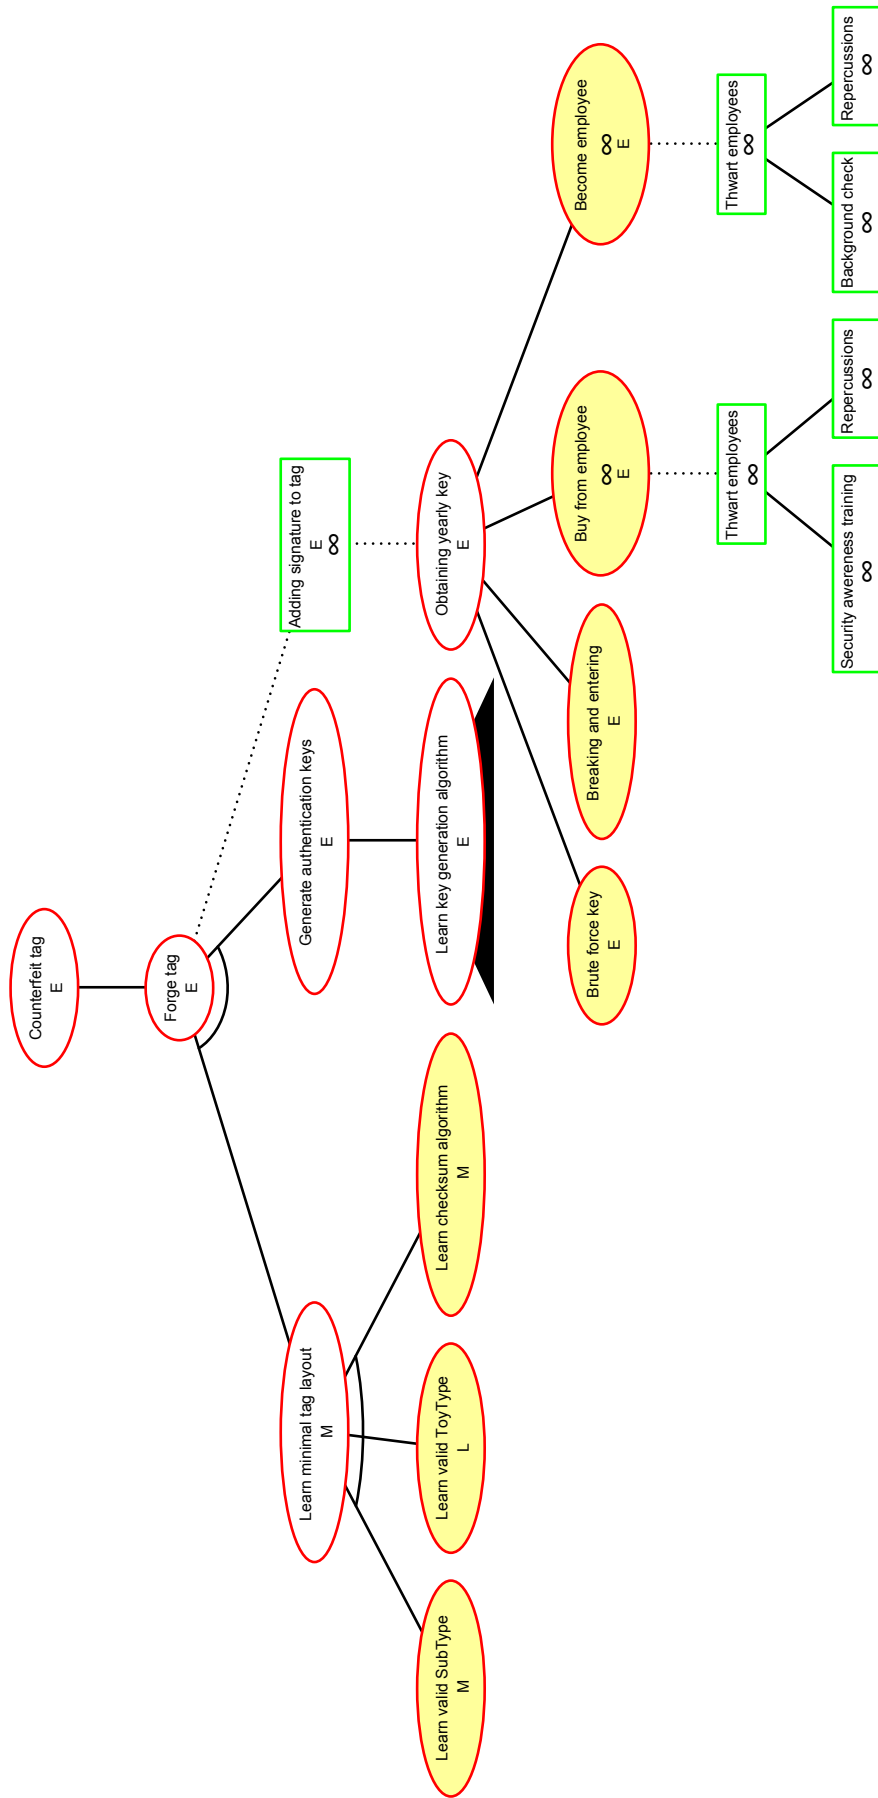 Counterfeit tag
E
Forge tag
E
Learn minimal tag layout
M
Generate authentication keys
E
Adding signature to tag
E
∞
Learn valid SubType
M
Learn valid ToyType
L
Learn checksum algorithm
M
Learn key generation algorithm
E
Obtaining yearly key
E
Brute force key
E
Breaking and entering
E
Buy from employee
∞
E
Become employee
∞
E
Thwart employees
∞
Thwart employees
∞
Security awereness training
∞
Repercussions
∞
Background check
∞
Repercussions
∞